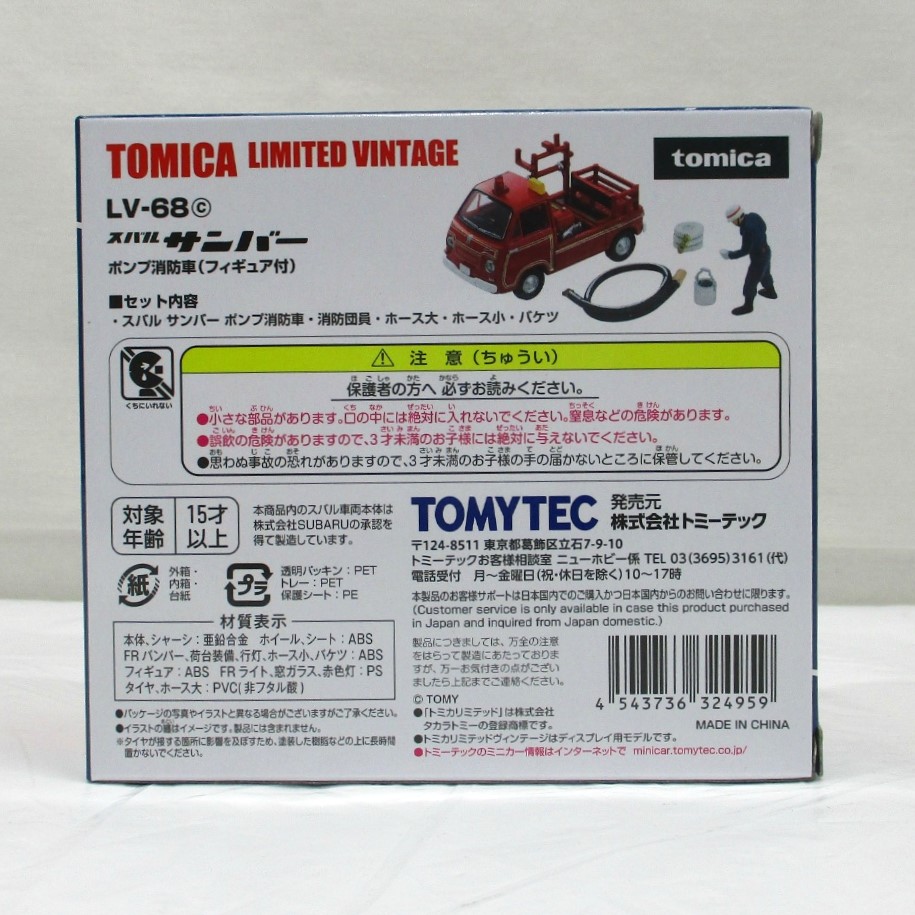 TOMICA LIMITED VINTAGE
tomica
LV-68ⓒ
スバル サンバー
ポンプ消防車(フィギュア付)
■セット内容
・スバル サンバー ポンプ消防車・消防団員・ホース大・ホース小・バケツ
くちにいれない
⚠ 注 意(ちゅうい)
保護者の方へ 必ずお読みください。
●小さな部品があります。口の中には絶対に入れないでください。窒息などの危険があります。
●誤飲の危険がありますので、3才未満のお子様には絶対に与えないでください。
●思わぬ事故の恐れがありますので、3才未満のお子様の手の届かないところに保管してください。
対象年齢
15才以上
本商品内のスバル車両本体は
株式会社SUBARUの承認を
得て製造しています。
紙
外箱・
内箱・
台紙
プラ
透明パッキン:PET
トレー:PET
保護シート:PE
材質表示
本体、シャーシ:亜鉛合金 ホイール、シート:ABS
FRバンパー、荷台装備、行灯、ホース小、バケツ:ABS
フィギュア:ABS FRライト、窓ガラス、赤色灯:PS
タイヤ、ホース大:PVC(非フタル酸)
●パッケージの写真やイラストと異なる場合がございますがご了承ください。
●イラストの幟はイメージです。製品には含まれません。
※タイヤが接する箇所に影響を及ぼすため、塗装した樹脂などの上に長時間
置かないでください。
TOMYTEC
発売元
株式会社トミーテック
〒124-8511 東京都葛飾区立石7-9-10
トミーテックお客様相談室 ニューホビー係 TEL 03(3695)3161(代)
電話受付 月〜金曜日(祝・休日を除く)10〜17時
本製品のお客様サポートは日本国内でのご購入かつ日本国内からのお問い合わせに限ります。
(Customer service is only available in case this product purchased
in Japan and inquired from Japan domestic.)
製品につきましては、万全の注意
をはらって製造にあたっておりま
すが、万一お気付きの点がござい
ましたら上記までご連絡ください。
© TOMY
●「トミカリミテッド」は株式会社
タカラトミーの登録商標です。
●トミカリミテッドヴィンテージはディスプレイ用モデルです。
●トミーテックのミニカー情報はインターネットで minicar.tomytec.co.jp/
4 543736 324959
MADE IN CHINA